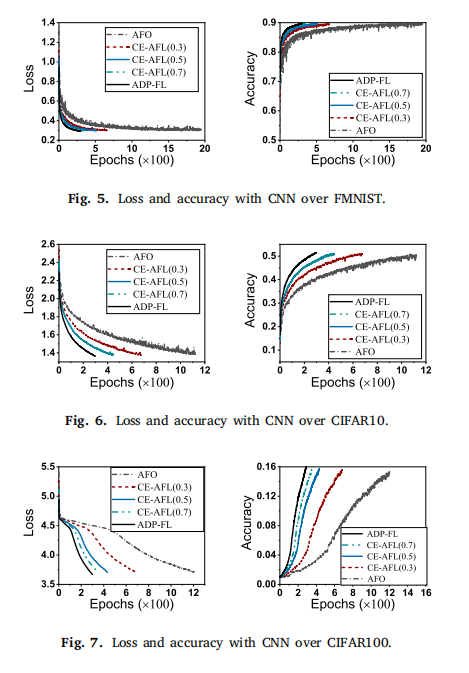 1.4
1.2
1.0
0.8
0.6
0.4
0.2
Loss
AFO
CE-AFL(0.3)
CE-AFL(0.5)
CE-AFL(0.7)
ADP-FL
0 5 10 15 20
Epochs (×100)
0.9
0.8
0.7
0.6
0.5
Accuracy
ADP-FL
CE-AFL(0.7)
CE-AFL(0.5)
CE-AFL(0.3)
AFO
0 5 10 15 20
Epochs (×100)
Fig. 5. Loss and accuracy with CNN over FMNIST.
2.6
2.4
2.2
2.0
1.8
1.6
1.4
Loss
AFO
CE-AFL(0.3)
CE-AFL(0.5)
CE-AFL(0.7)
ADP-FL
0 2 4 6 8 10 12
Epochs (×100)
0.5
0.4
0.3
0.2
0.1
Accuracy
ADP-FL
CE-AFL(0.7)
CE-AFL(0.5)
CE-AFL(0.3)
AFO
0 2 4 6 8 10 12
Epochs (×100)
Fig. 6. Loss and accuracy with CNN over CIFAR10.
5.5
5.0
4.5
4.0
3.5
Loss
AFO
CE-AFL(0.3)
CE-AFL(0.5)
CE-AFL(0.7)
ADP-FL
0 2 4 6 8 10 12
Epochs (×100)
0.16
0.12
0.08
0.04
0.00
Accuracy
ADP-FL
CE-AFL(0.7)
CE-AFL(0.5)
CE-AFL(0.3)
AFO
0 2 4 6 8 10 12 14 16
Epochs (×100)
Fig. 7. Loss and accuracy with CNN over CIFAR100.